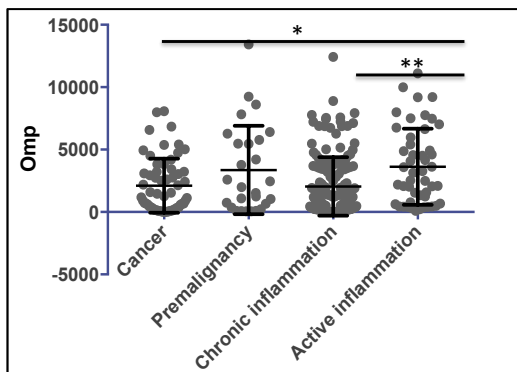 15000
*
**
10000
Omp
5000
0
-5000
Cancer
Premalignancy
Chronic inflammation
Active inflammation